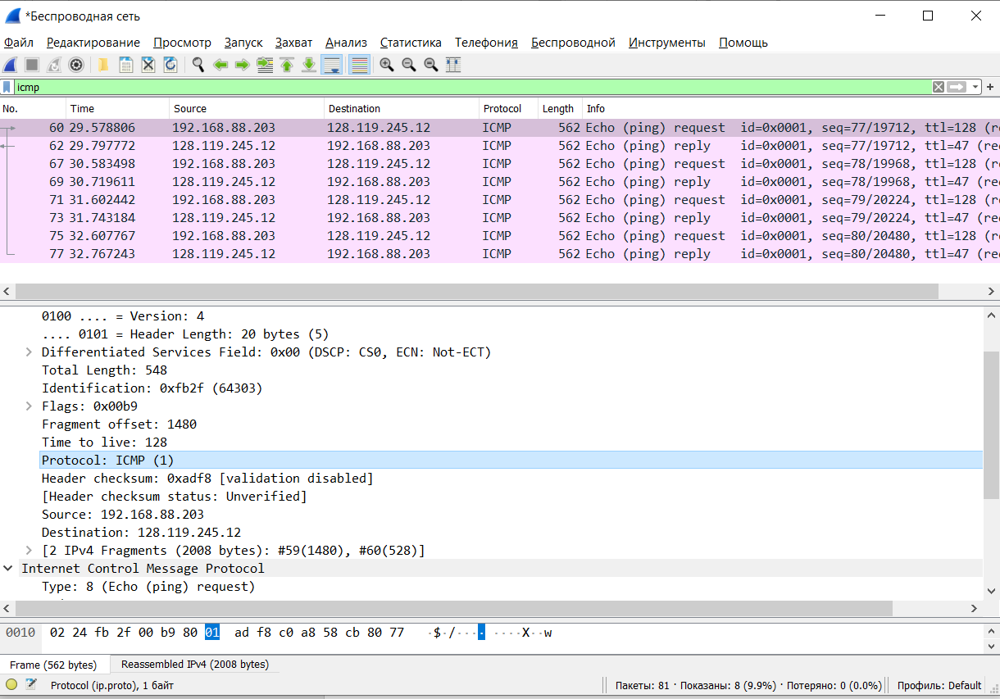 *Беспроводная сеть
Файл Редактирование Просмотр Запуск Захват Анализ Статистика Телефония Беспроводной Инструменты Помощь
icmp
No. Time Source Destination Protocol Length Info
60 29.578806 192.168.88.203 128.119.245.12 ICMP 562 Echo (ping) request id=0x0001, seq=77/19712, ttl=128 (re
62 29.797772 128.119.245.12 192.168.88.203 ICMP 562 Echo (ping) reply id=0x0001, seq=77/19712, ttl=47 (req
67 30.583498 192.168.88.203 128.119.245.12 ICMP 562 Echo (ping) request id=0x0001, seq=78/19968, ttl=128 (re
69 30.719611 128.119.245.12 192.168.88.203 ICMP 562 Echo (ping) reply id=0x0001, seq=78/19968, ttl=47 (req
71 31.602442 192.168.88.203 128.119.245.12 ICMP 562 Echo (ping) request id=0x0001, seq=79/20224, ttl=128 (re
73 31.743184 128.119.245.12 192.168.88.203 ICMP 562 Echo (ping) reply id=0x0001, seq=79/20224, ttl=47 (req
75 32.607767 192.168.88.203 128.119.245.12 ICMP 562 Echo (ping) request id=0x0001, seq=80/20480, ttl=128 (re
77 32.767243 128.119.245.12 192.168.88.203 ICMP 562 Echo (ping) reply id=0x0001, seq=80/20480, ttl=47 (req
0100 .... = Version: 4
.... 0101 = Header Length: 20 bytes (5)
Differentiated Services Field: 0x00 (DSCP: CS0, ECN: Not-ECT)
Total Length: 548
Identification: 0xfb2f (64303)
Flags: 0x00b9
Fragment offset: 1480
Time to live: 128
Protocol: ICMP (1)
Header checksum: 0xadf8 [validation disabled]
[Header checksum status: Unverified]
Source: 192.168.88.203
Destination: 128.119.245.12
[2 IPv4 Fragments (2008 bytes): #59(1480), #60(528)]
Internet Control Message Protocol
Type: 8 (Echo (ping) request)
0010 02 24 fb 2f 00 b9 80 01 ad f8 c0 a8 58 cb 80 77 ·$·/···· ····X··w
Frame (562 bytes) Reassembled IPv4 (2008 bytes)
Protocol (ip.proto), 1 байт Пакеты: 81 · Показаны: 8 (9.9%) · Потеряно: 0 (0.0%) Профиль: Default